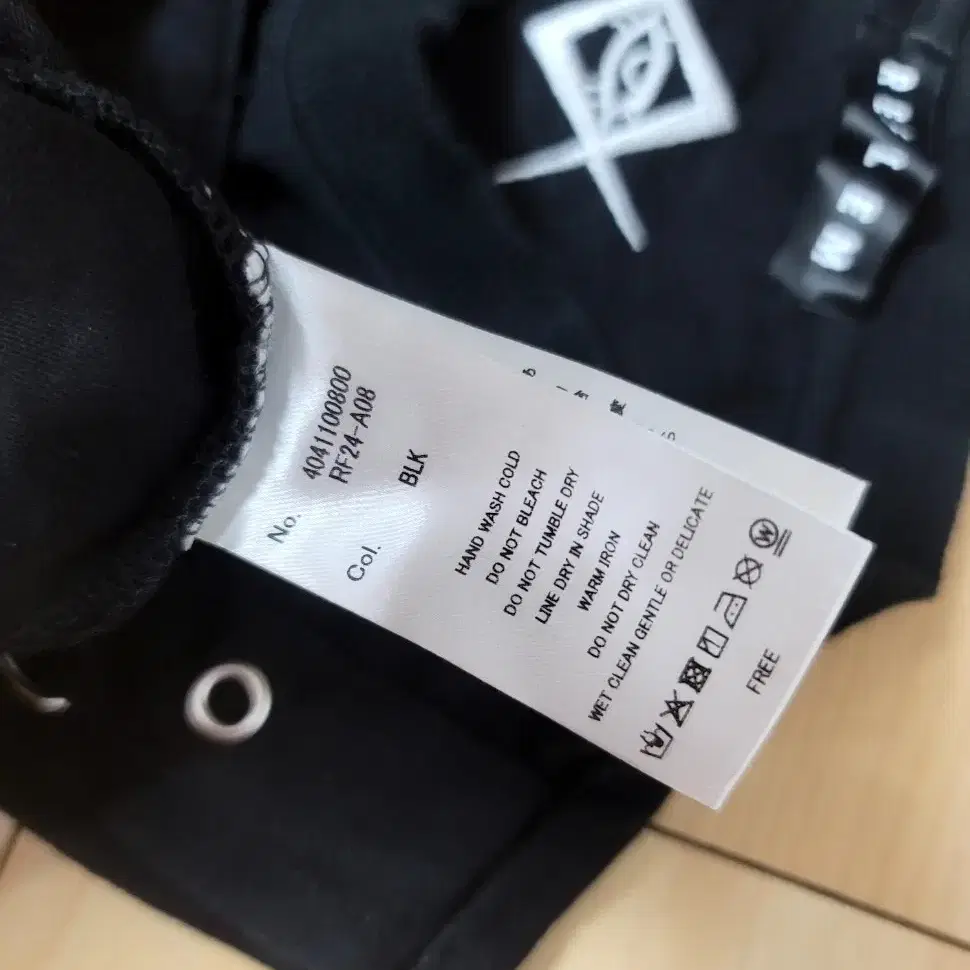 No. 4041100800
RF24-A08
Col. BLK
HAND WASH COLD
DO NOT BLEACH
DO NOT TUMBLE DRY
LINE DRY IN SHADE
WARM IRON
DO NOT DRY CLEAN
WET CLEAN GENTLE OR DELICATE
W
FREE